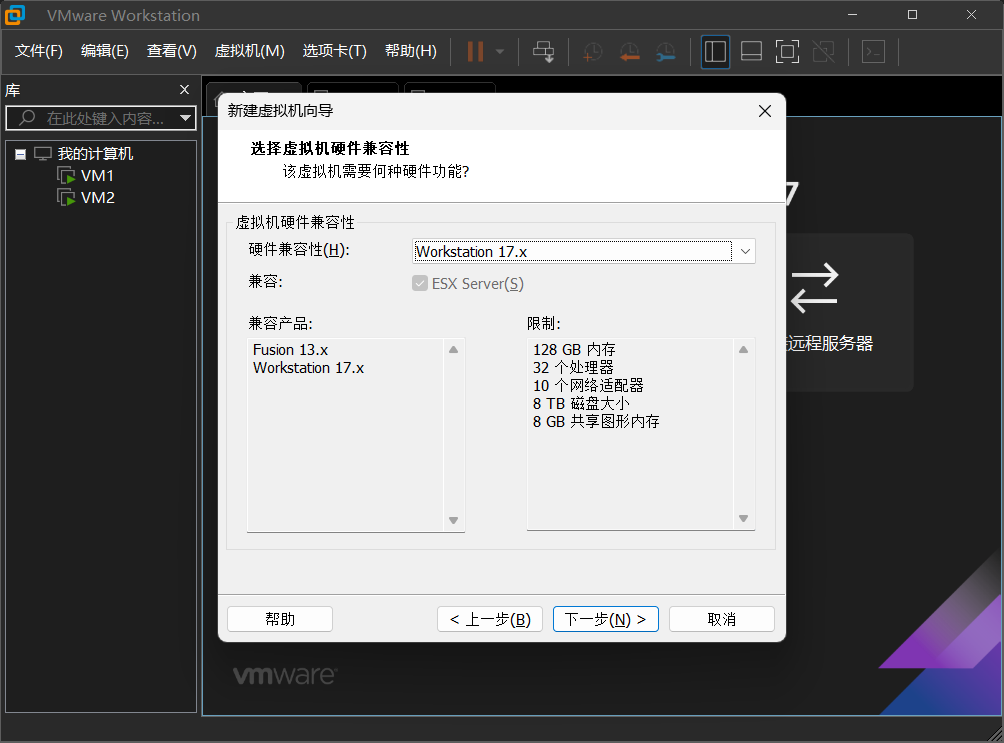 VMware Workstation
文件(F) 编辑(E) 查看(V) 虚拟机(M) 选项卡(T) 帮助(H)
库
在此处键入内容...
我的计算机
VM1
VM2
新建虚拟机向导
选择虚拟机硬件兼容性
该虚拟机需要何种硬件功能?
虚拟机硬件兼容性
硬件兼容性(H): Workstation 17.x
兼容: ESX Server(S)
兼容产品:
Fusion 13.x
Workstation 17.x
限制:
128 GB 内存
32 个处理器
10 个网络适配器
8 TB 磁盘大小
8 GB 共享图形内存
7
远程服务器
帮助 < 上一步(B) 下一步(N) > 取消
vmware